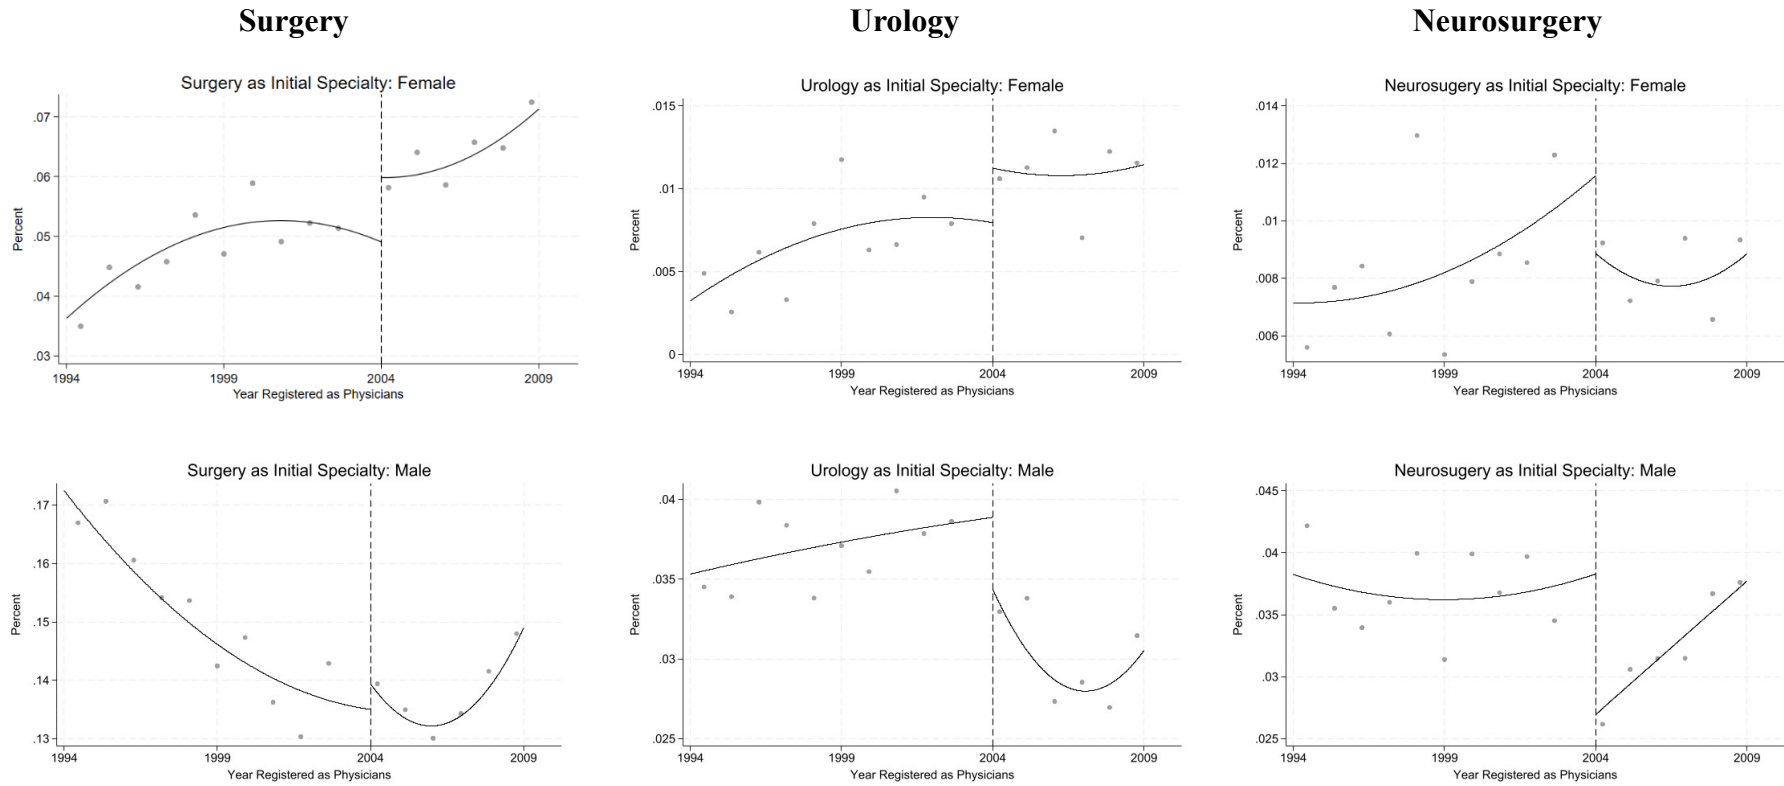 Surgery
Urology
Neurosurgery
Surgery as Initial Specialty: Female
Percent
.07
.06
.05
.04
.03
1994
1999
2004
2009
Year Registered as Physicians
Urology as Initial Specialty: Female
Percent
.015
.01
.005
0
1994
1999
2004
2009
Year Registered as Physicians
Neurosugery as Initial Specialty: Female
Percent
.014
.012
.01
.008
.006
1994
1999
2004
2009
Year Registered as Physicians
Surgery as Initial Specialty: Male
Percent
.17
.16
.15
.14
.13
1994
1999
2004
2009
Year Registered as Physicians
Urology as Initial Specialty: Male
Percent
.04
.035
.03
.025
1994
1999
2004
2009
Year Registered as Physicians
Neurosugery as Initial Specialty: Male
Percent
.045
.04
.035
.03
.025
1994
1999
2004
2009
Year Registered as Physicians